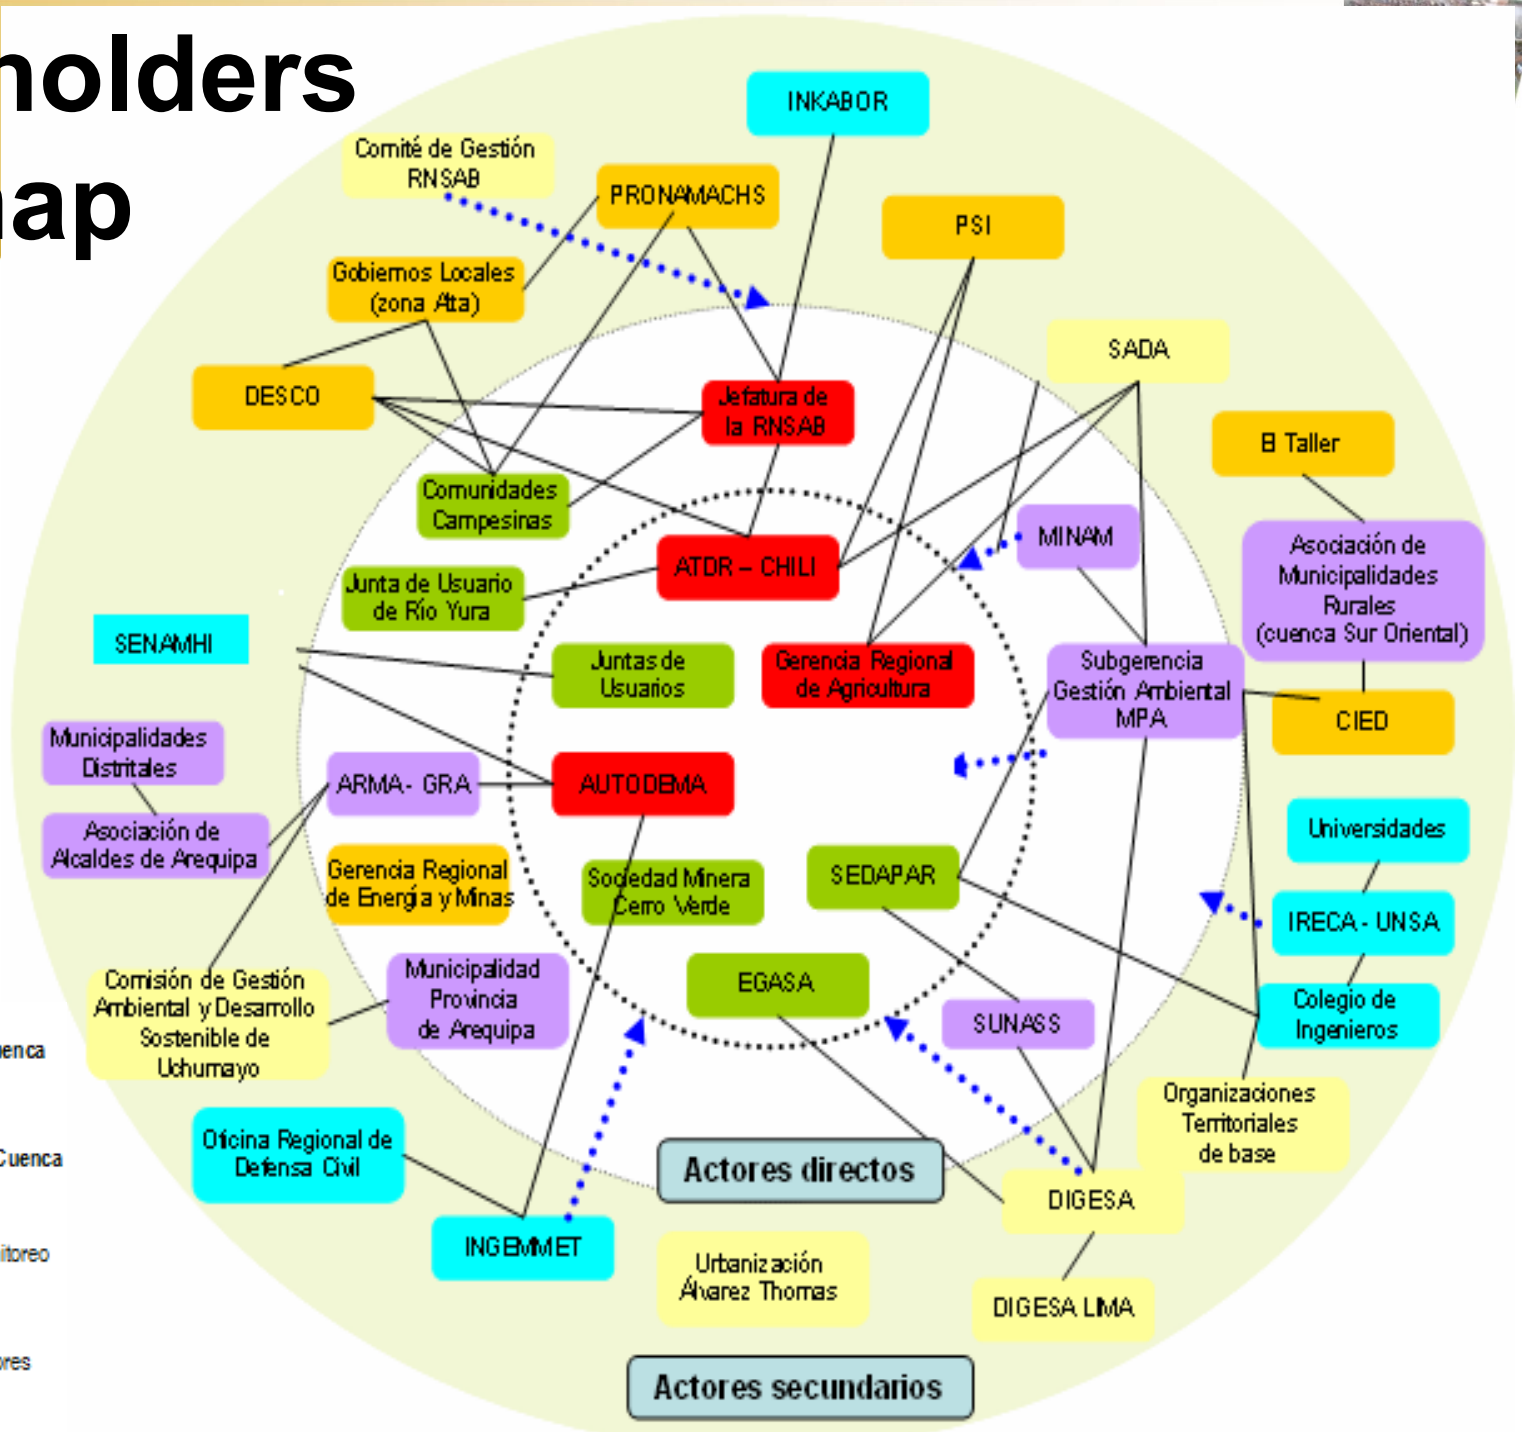 holders
map
INKABOR
Comité de Gestión
RNSAB
PRONAMACHS
PSI
Gobiernos Locales
(zona Alta)
SADA
DESCO
Jefatura de
la RNSAB
El Taller
Comunidades
Campesinas
MINAM
ATDR – CHILI
Asociación de
Municipalidades
Rurales
(cuenca Sur Oriental)
Junta de Usuario
de Río Yura
SENAMHI
Juntas de
Usuarios
Gerencia Regional
de Agricultura
Subgerencia
Gestión Ambiental
MPA
CIED
Municipalidades
Distritales
ARMA- GRA
AUTODEMA
Asociación de
Alcaldes de Arequipa
Universidades
Gerencia Regional
de Energía y Minas
Sociedad Minera
Cerro Verde
SEDAPAR
IRECA - UNSA
Comisión de Gestión
Ambiental y Desarrollo
Sostenible de
Uchumayo
Municipalidad
Provincia
de Arequipa
EGASA
SUNASS
Colegio de
Ingenieros
Organizaciones
Territoriales
de base
Cuenca
Oficina Regional de
Defensa Civil
Actores directos
DIGESA
INGEMMET
Urbanización
Álvarez Thomas
DIGESA LIMA
Actores secundarios